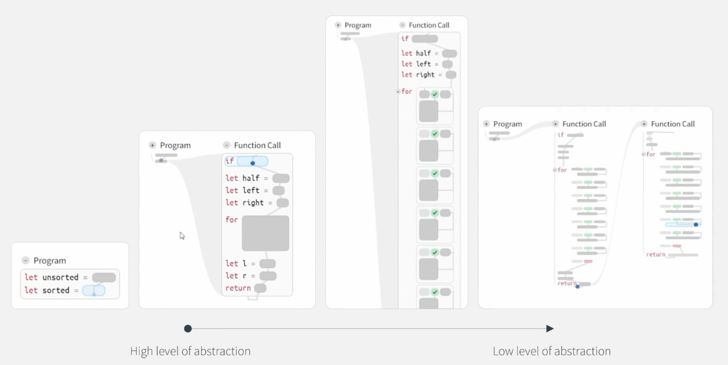 Program
let unsorted =
let sorted =
Program
Function Call
if
let half =
let left =
let right =
for
let l =
let r =
return
Program
Function Call
if
let half =
let left =
let right =
for
Program
Function Call
if
for
return
Function Call
for
return
High level of abstraction
Low level of abstraction